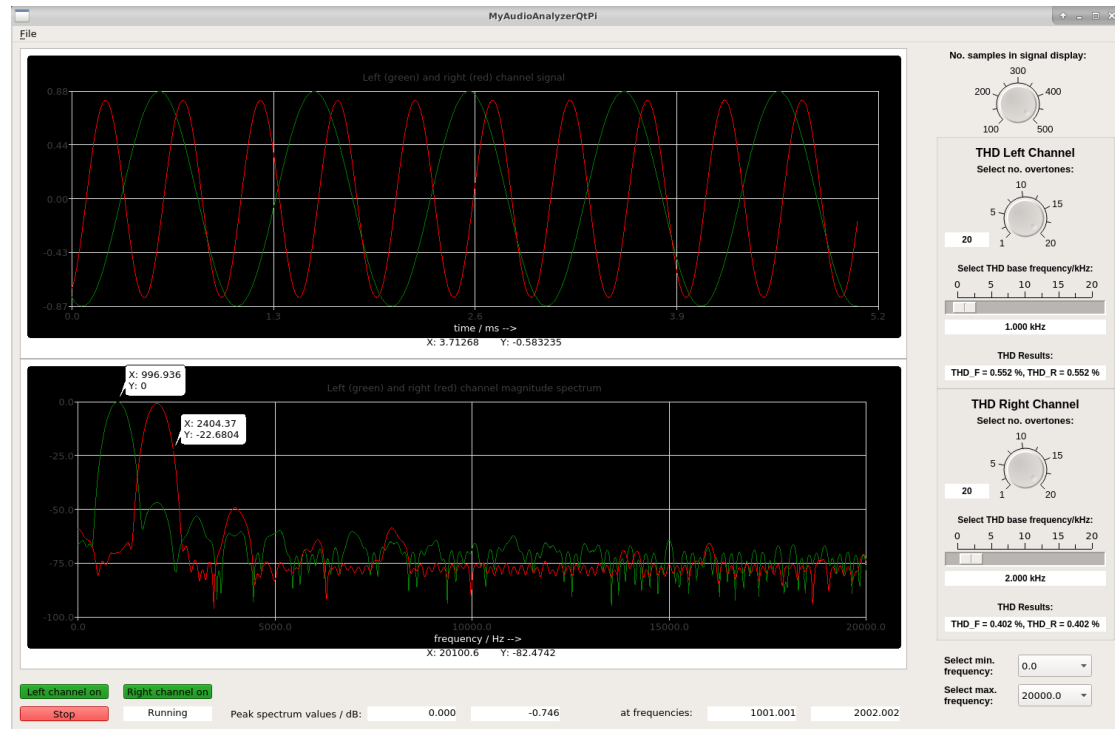 MyAudioAnalyzerQtPi
File
Left (green) and right (red) channel signal
0.88
0.44
0.00
-0.43
-0.87
0.0 1.3 2.6 3.9 5.2
time / ms -->
X: 3.71268 Y: -0.583235
Left (green) and right (red) channel magnitude spectrum
X: 996.936
Y: 0
X: 2404.37
Y: -22.6804
0.0
-25.0
-50.0
-75.0
-100.0
0.0 5000.0 10000.0 15000.0 20000.0
frequency / Hz -->
X: 20100.6 Y: -82.4742
Left channel on Right channel on
Stop Running Peak spectrum values / dB: 0.000 -0.746 at frequencies: 1001.001 2002.002
No. samples in signal display:
300
200 400
100 500
THD Left Channel
Select no. overtones:
10
5 15
20 1 20
Select THD base frequency/kHz:
0 5 10 15 20
1.000 kHz
THD Results:
THD_F = 0.552 %, THD_R = 0.552 %
THD Right Channel
Select no. overtones:
10
5 15
20 1 20
Select THD base frequency/kHz:
0 5 10 15 20
2.000 kHz
THD Results:
THD_F = 0.402 %, THD_R = 0.402 %
Select min.
frequency: 0.0
Select max.
frequency: 20000.0